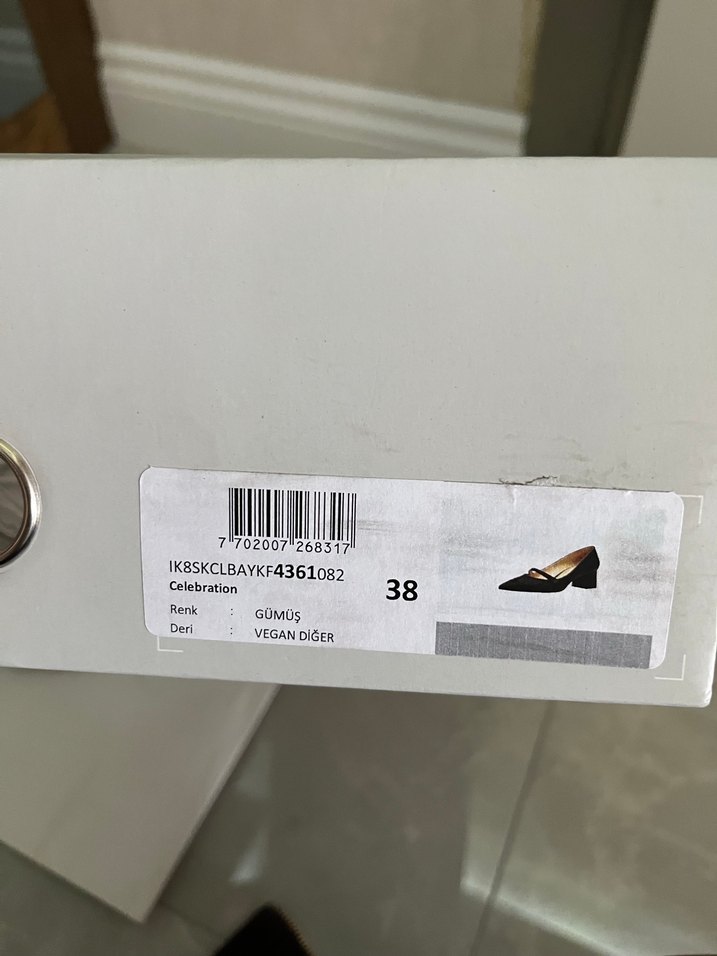 7 702007 268317
IK8SKCLBAYKF4361082
Celebration
38
Renk : GÜMÜŞ
Deri : VEGAN DİĞER